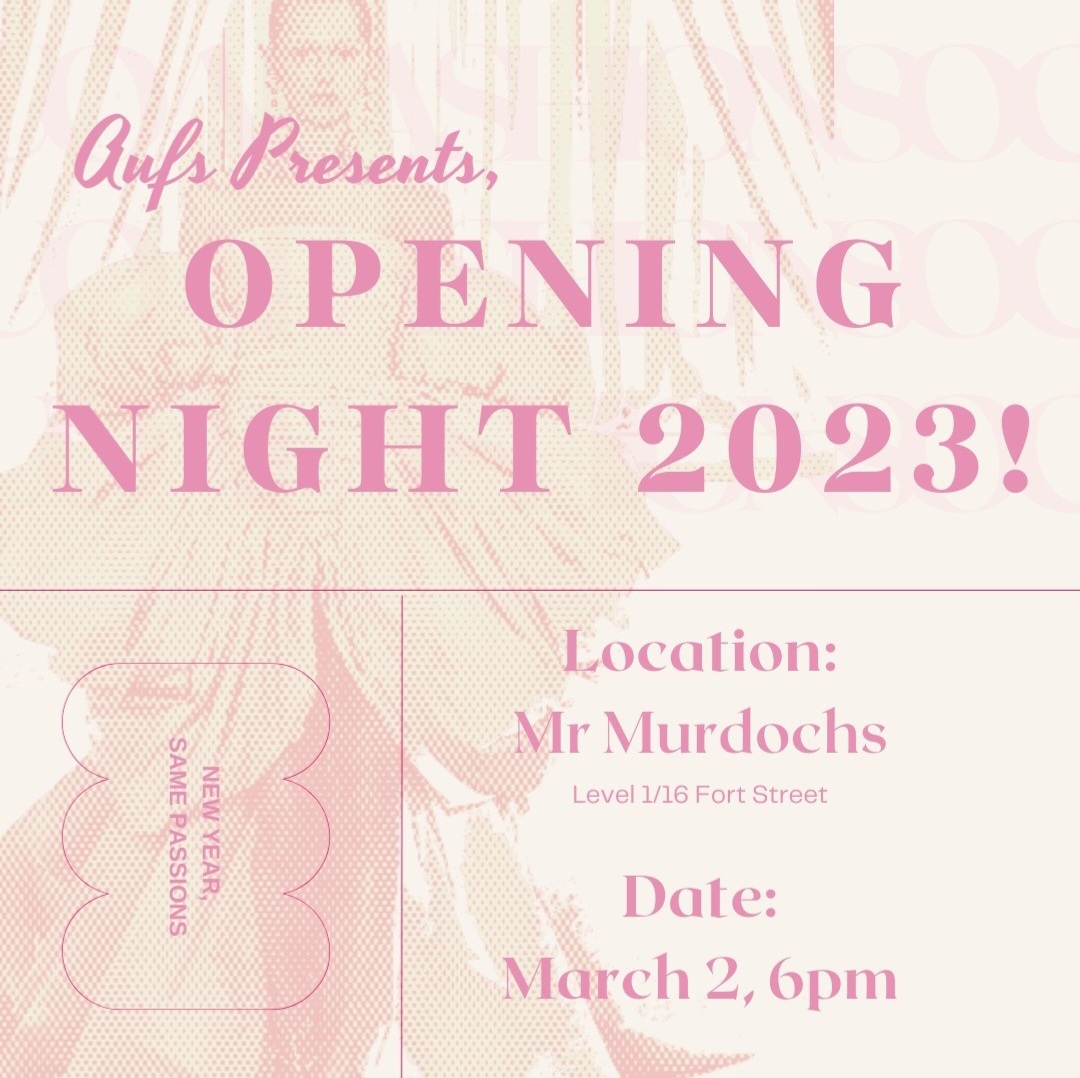 Aufs Presents,
OPENING
NIGHT 2023!
Location:
Mr Murdochs
Level 1/16 Fort Street
NEW YEAR,
SAME PASSIONS
Date:
March 2, 6pm